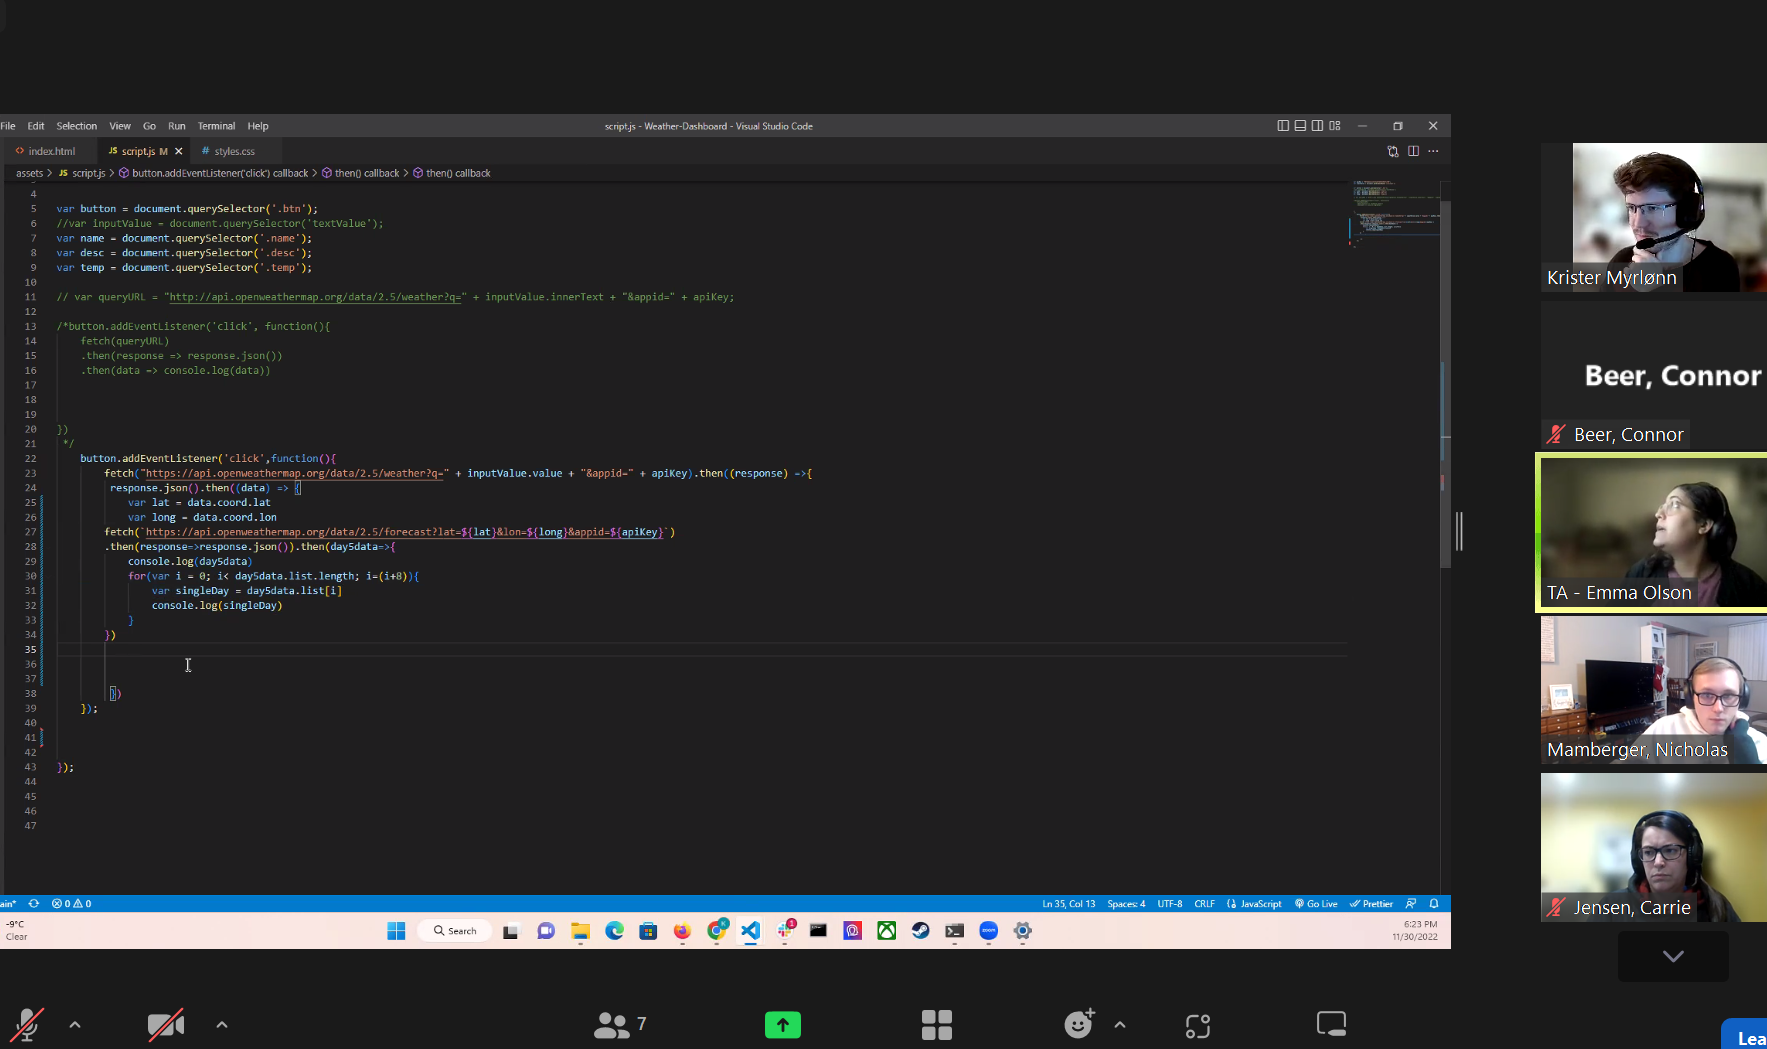 File Edit Selection View Go Run Terminal Help
script.js - Weather-Dashboard - Visual Studio Code
<> index.html
JS script.js M
# styles.css
assets > JS script.js > button.addEventListener('click') callback > then() callback > then() callback
4
5 var button = document.querySelector('.btn');
6 //var inputValue = document.querySelector('textValue');
7 var name = document.querySelector('.name');
8 var desc = document.querySelector('.desc');
9 var temp = document.querySelector('.temp');
10
11 // var queryURL = "http://api.openweathermap.org/data/2.5/weather?q=" + inputValue.innerText + "&appid=" + apiKey;
12
13 /*button.addEventListener('click', function(){
14 fetch(queryURL)
15 .then(response => response.json())
16 .then(data => console.log(data))
17
18
19
20 })
21 */
22 button.addEventListener('click',function(){
23 fetch("https://api.openweathermap.org/data/2.5/weather?q=" + inputValue.value + "&appid=" + apiKey).then((response) =>{
24 response.json().then((data) => {
25 var lat = data.coord.lat
26 var long = data.coord.lon
27 fetch(`https://api.openweathermap.org/data/2.5/forecast?lat=${lat}&lon=${long}&appid=${apiKey}`)
28 .then(response=>response.json()).then(day5data=>{
29 console.log(day5data)
30 for(var i = 0; i< day5data.list.length; i=(i+8)){
31 var singleDay = day5data.list[i]
32 console.log(singleDay)
33 }
34 })
35
36
37
38 })
39 });
40
41
42
43 });
44
45
46
47
ain* 0 0
Ln 35, Col 13 Spaces: 4 UTF-8 CRLF JavaScript Go Live Prettier
-9°C
Clear
Search
zoom
1
6:23 PM
11/30/2022
Krister Myrlønn
Beer, Connor
Beer, Connor
TA - Emma Olson
Mamberger, Nicholas
Jensen, Carrie
7
Lea